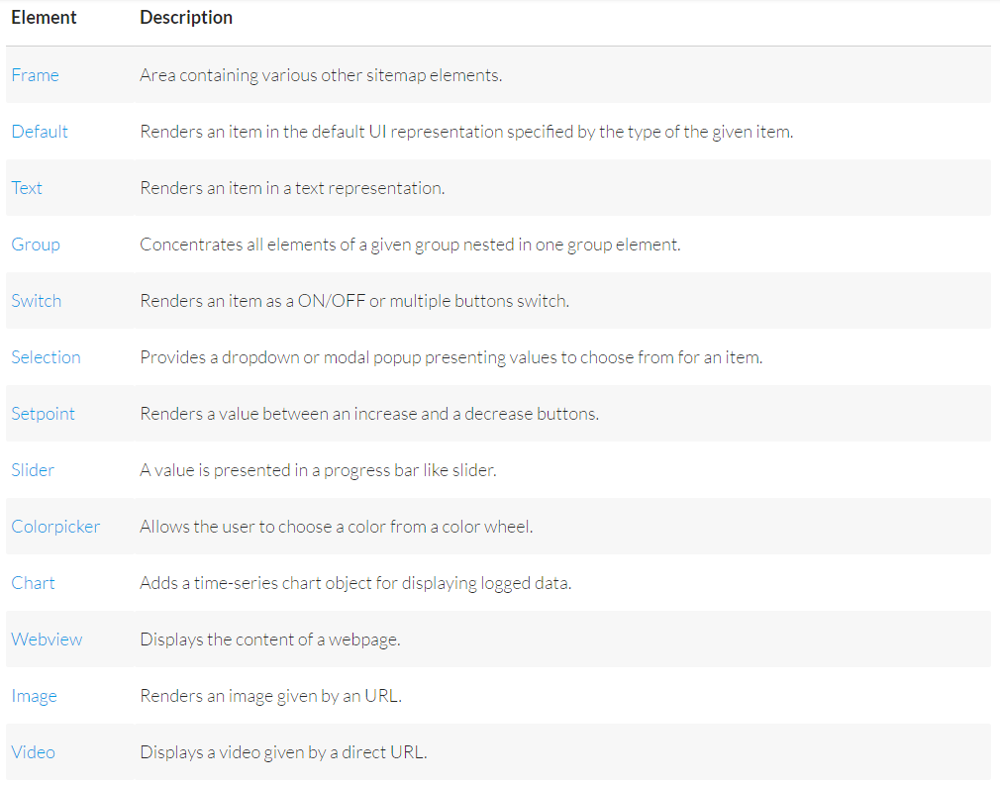 Element Description
Frame Area containing various other sitemap elements.
Default Renders an item in the default UI representation specified by the type of the given item.
Text Renders an item in a text representation.
Group Concentrates all elements of a given group nested in one group element.
Switch Renders an item as a ON/OFF or multiple buttons switch.
Selection Provides a dropdown or modal popup presenting values to choose from for an item.
Setpoint Renders a value between an increase and a decrease buttons.
Slider A value is presented in a progress bar like slider.
Colorpicker Allows the user to choose a color from a color wheel.
Chart Adds a time-series chart object for displaying logged data.
Webview Displays the content of a webpage.
Image Renders an image given by an URL.
Video Displays a video given by a direct URL.